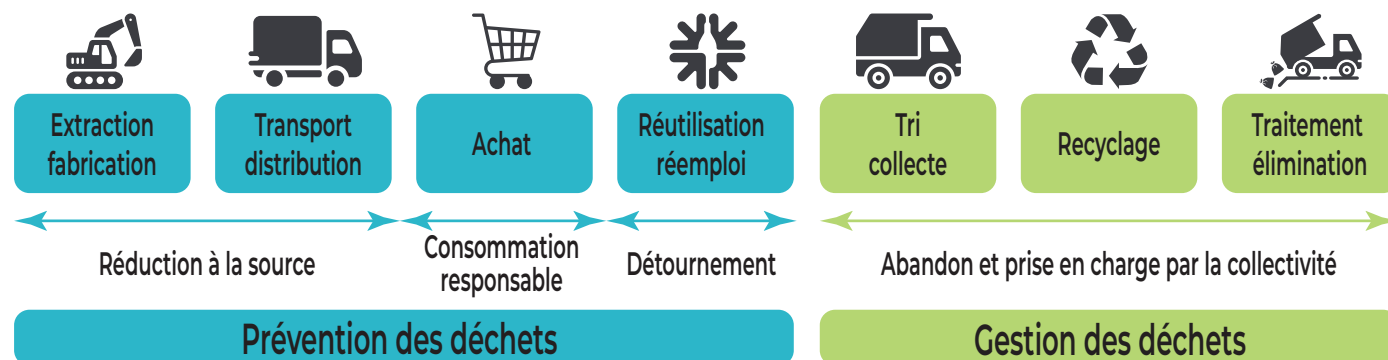 Extraction
fabrication
Transport
distribution
Achat
Réutilisation
réemploi
Tri
collecte
Recyclage
Traitement
élimination
Réduction à la source
Consommation
responsable
Détournement
Abandon et prise en charge par la collectivité
Prévention des déchets
Gestion des déchets